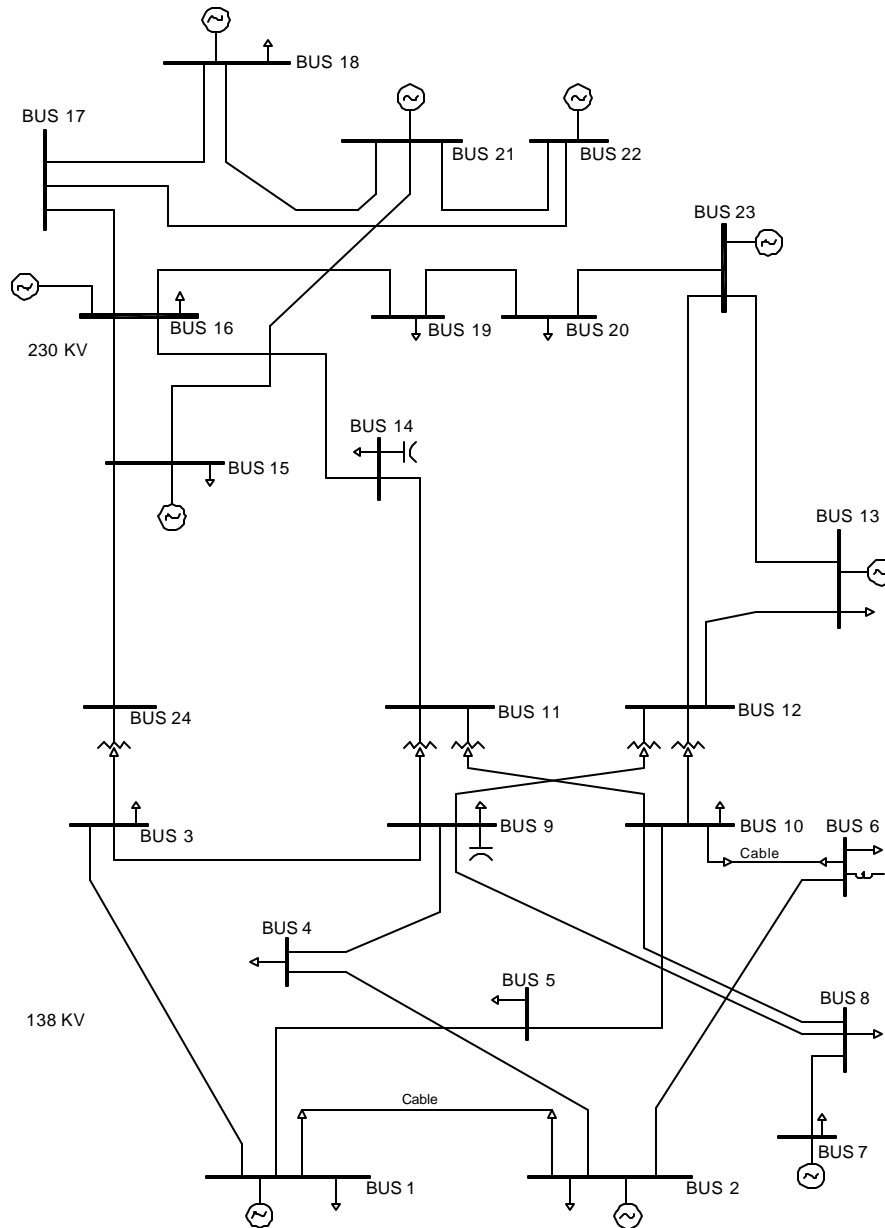 BUS 18
BUS 17
BUS 21
BUS 22
BUS 23
BUS 16
BUS 19
BUS 20
230 KV
BUS 14
BUS 15
BUS 13
BUS 24
BUS 11
BUS 12
BUS 3
BUS 9
BUS 10
BUS 6
Cable
BUS 4
BUS 5
BUS 8
138 KV
Cable
BUS 7
BUS 1
BUS 2